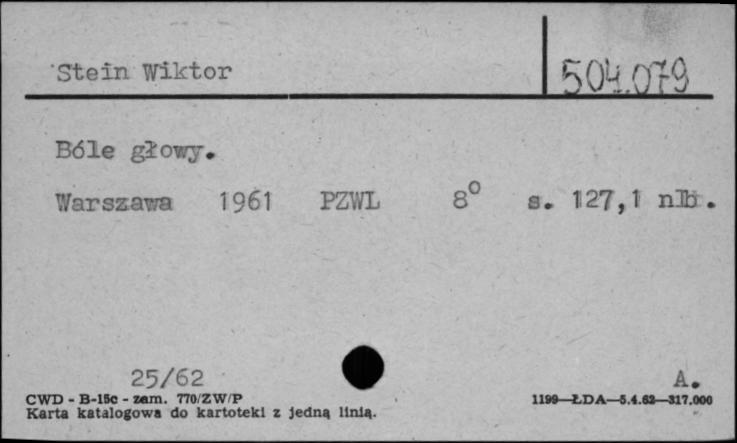 Stein Wiktor
504.079
Bóle głowy.
Warszawa 1961 PZWL 8° s. 127,1 nlb.
25/62
A.
CWD - B-15c - zam. 770/ZW/P
1199—ŁDA—5.4.62—317.000
Karta katalogowa do kartoteki z jedną linią.